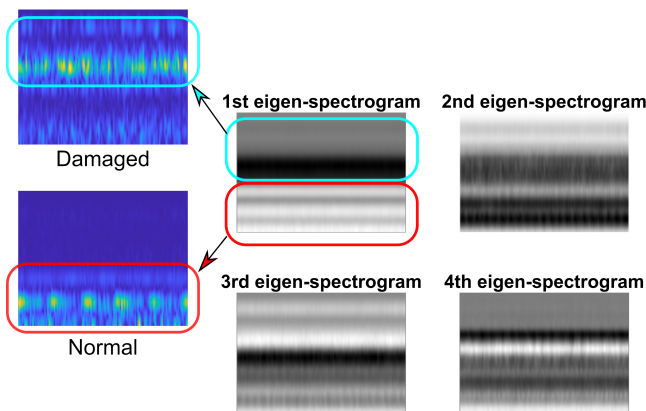 1st eigen-spectrogram
2nd eigen-spectrogram
Damaged
3rd eigen-spectrogram
4th eigen-spectrogram
Normal